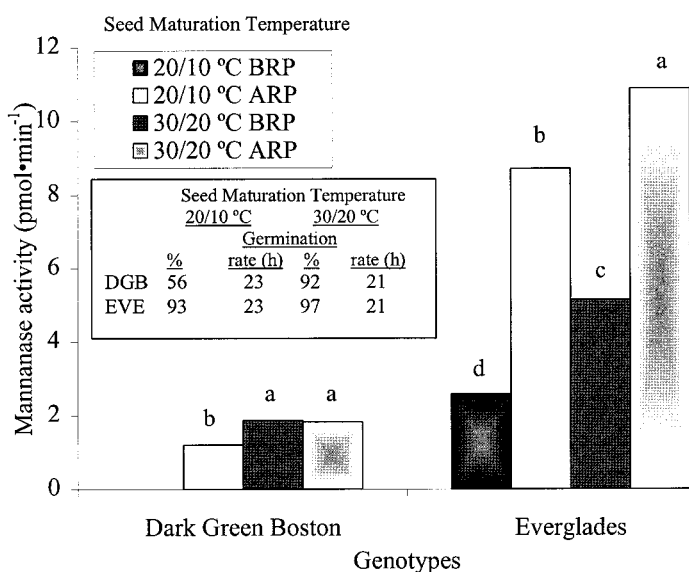 Seed Maturation Temperature
20/10 ºC BRP
20/10 ºC ARP
30/20 ºC BRP
30/20 ºC ARP
Seed Maturation Temperature
20/10 ºC 30/20 ºC
Germination
% rate (h) % rate (h)
DGB 56 23 92 21
EVE 93 23 97 21
Mannanase activity (pmol•min⁻¹)
12
10
8
6
4
2
0
b a a
d b c a
Dark Green Boston Everglades
Genotypes